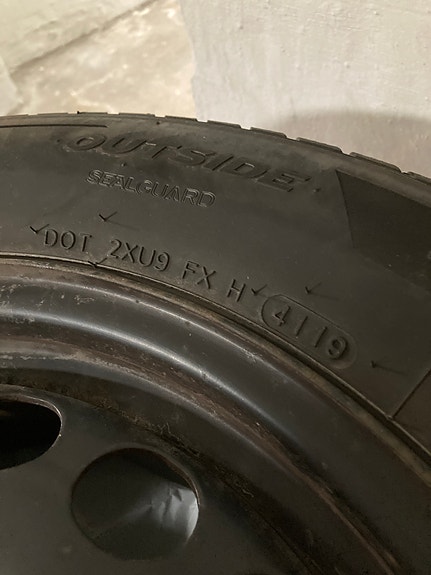 OUTSIDE
SEALGUARD
DOT 2XU9 FX H 4119